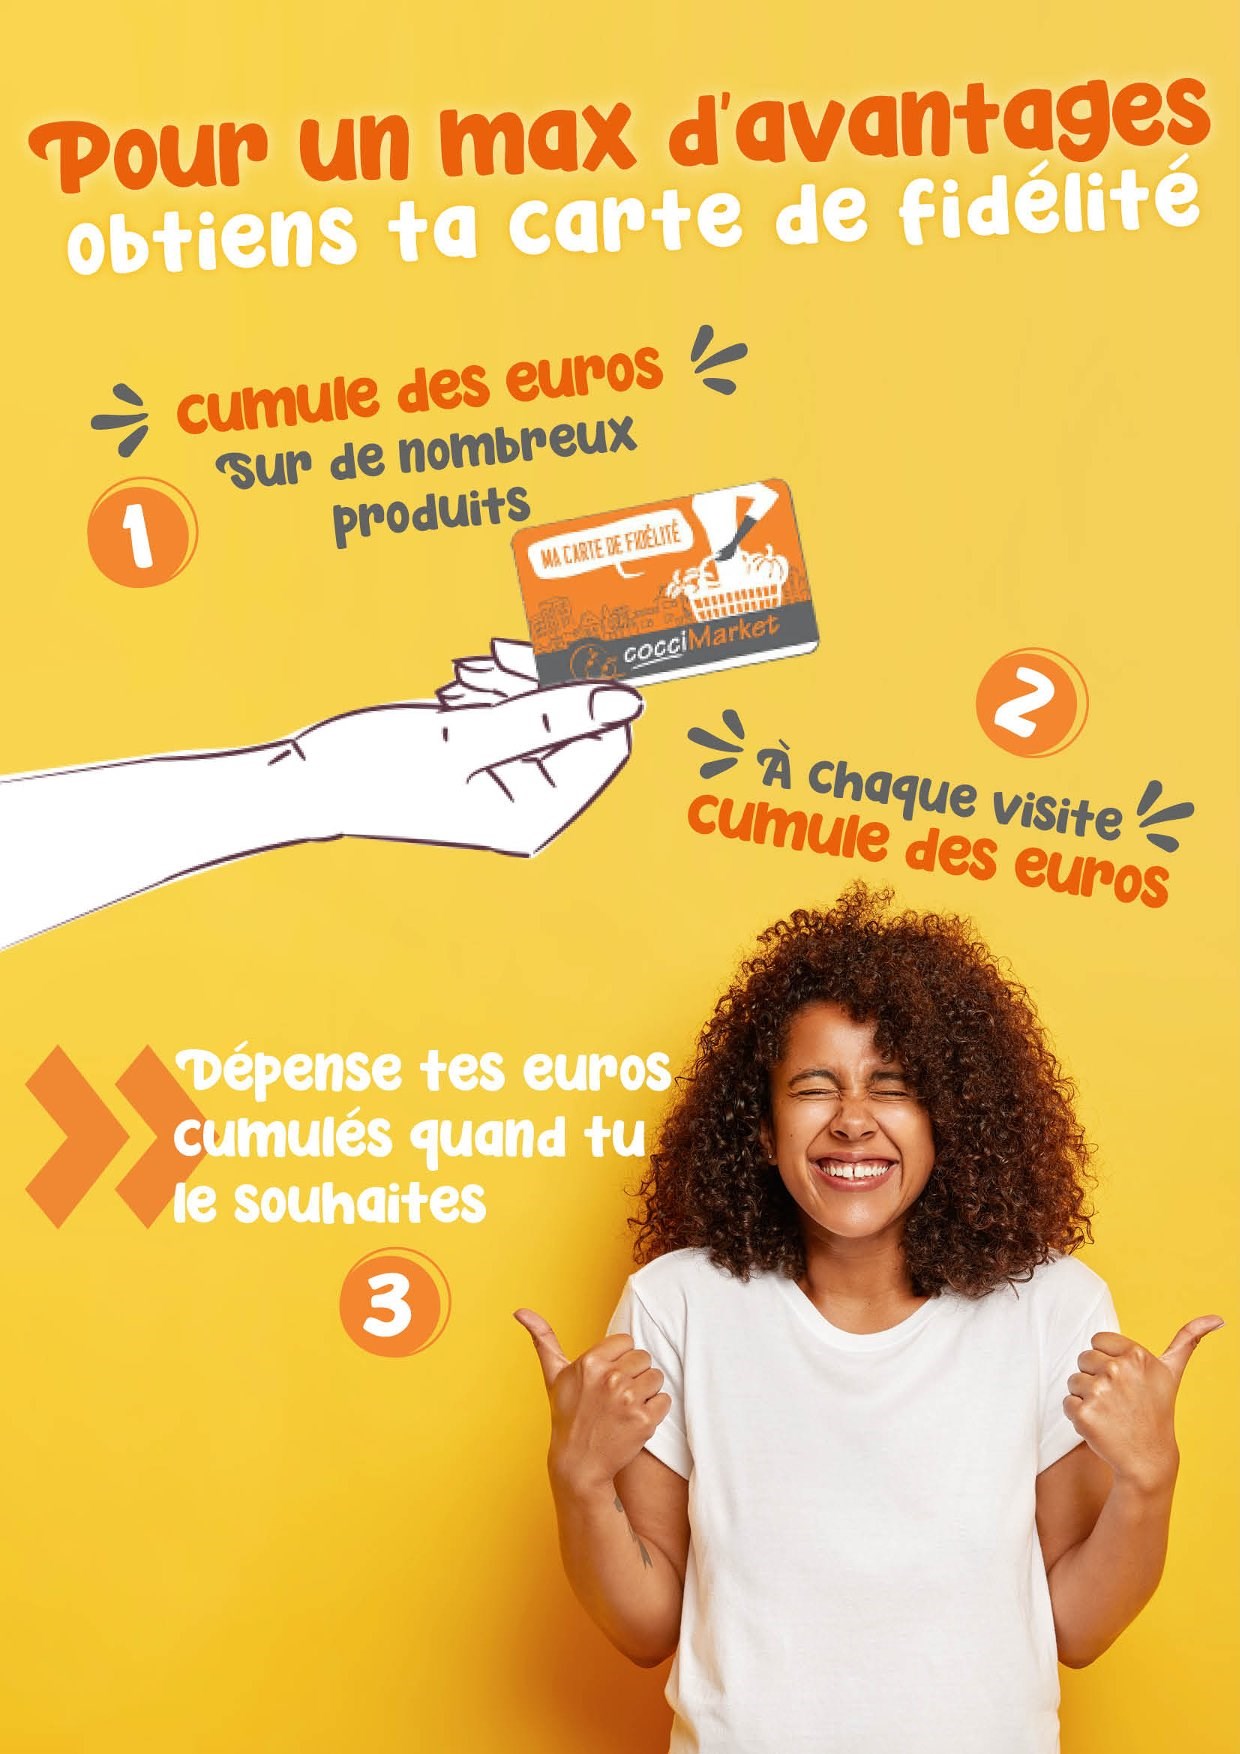 Pour un max d'avantages
obtiens ta carte de fidélité
cumule des euros
sur de nombreux
produits
1
MA CARTE DE FIDÉLITÉ
cocciMarket
2
À chaque visite
cumule des euros
Dépense tes euros
cumulés quand tu
le souhaites
3